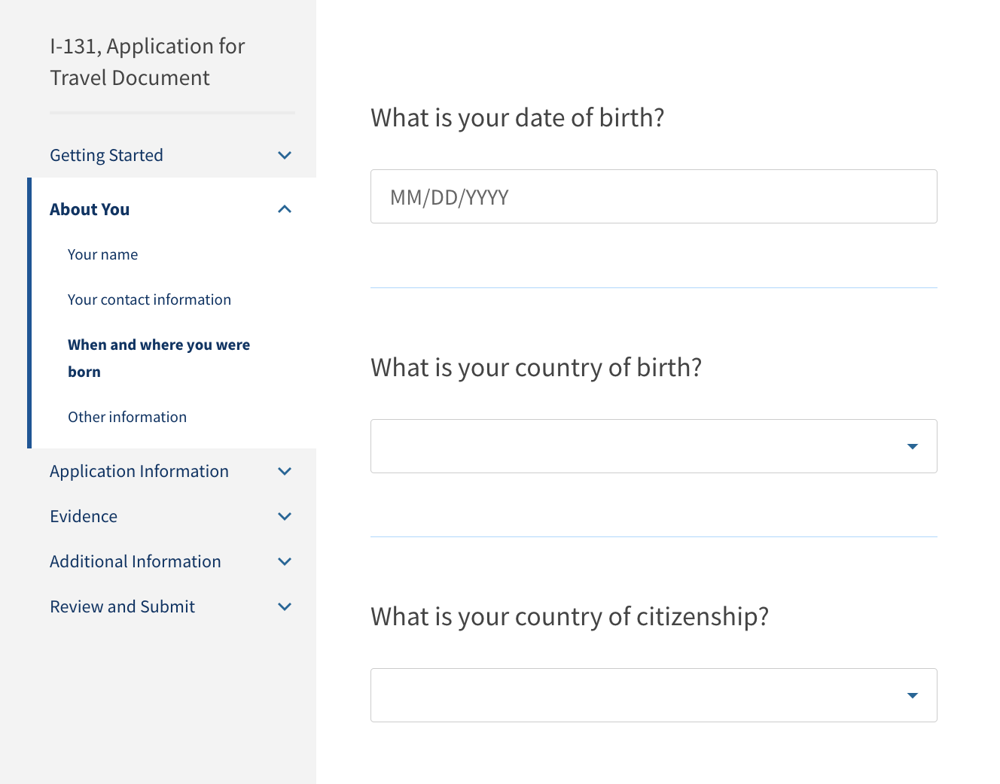 I-131, Application for
Travel Document
Getting Started
About You
Your name
Your contact information
When and where you were
born
Other information
Application Information
Evidence
Additional Information
Review and Submit
What is your date of birth?
MM/DD/YYYY
What is your country of birth?
What is your country of citizenship?